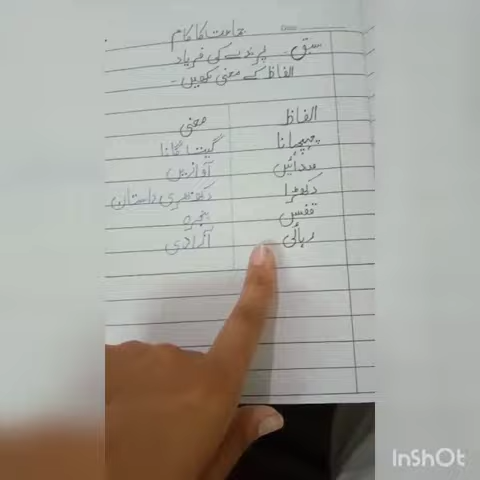 جماعت کا کام
سبق۔ پرندے کی فریاد
الفاظ کے معنی لکھیں۔
الفاظ معنی
چہچہانا گیت گانا
صدائیں آوازیں
دکھڑا دکھ بھری داستان
قفس پنجرہ
رہائی آزادی
InShOt